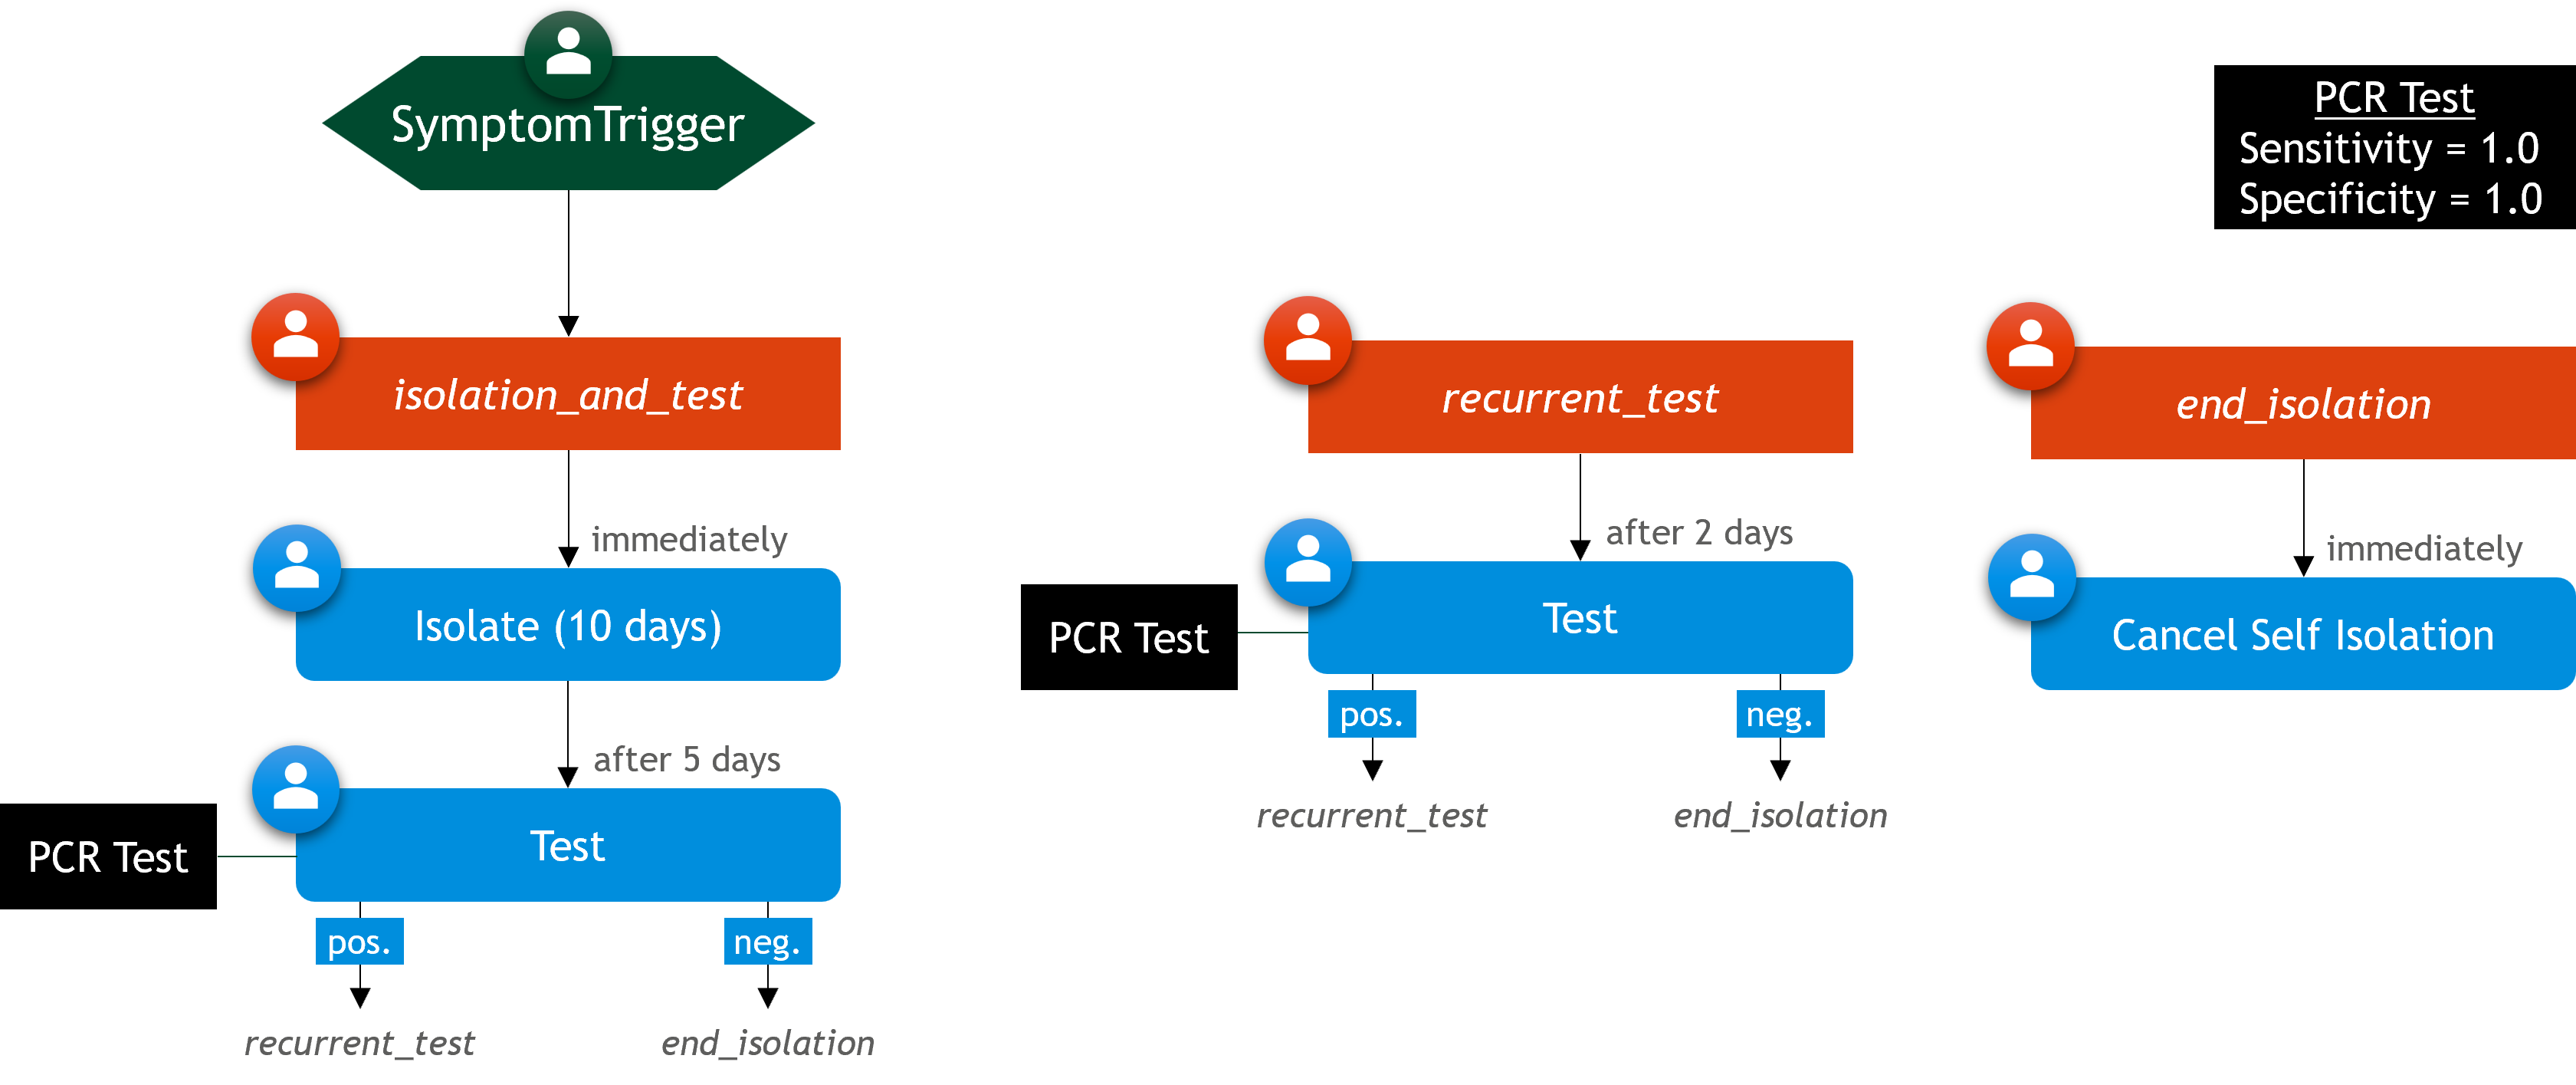 SymptomTrigger
isolation_and_test
immediately
Isolate (10 days)
after 5 days
PCR Test
Test
pos.
neg.
recurrent_test
end_isolation
recurrent_test
after 2 days
PCR Test
Test
pos.
neg.
recurrent_test
end_isolation
PCR Test
Sensitivity = 1.0
Specificity = 1.0
end_isolation
immediately
Cancel Self Isolation